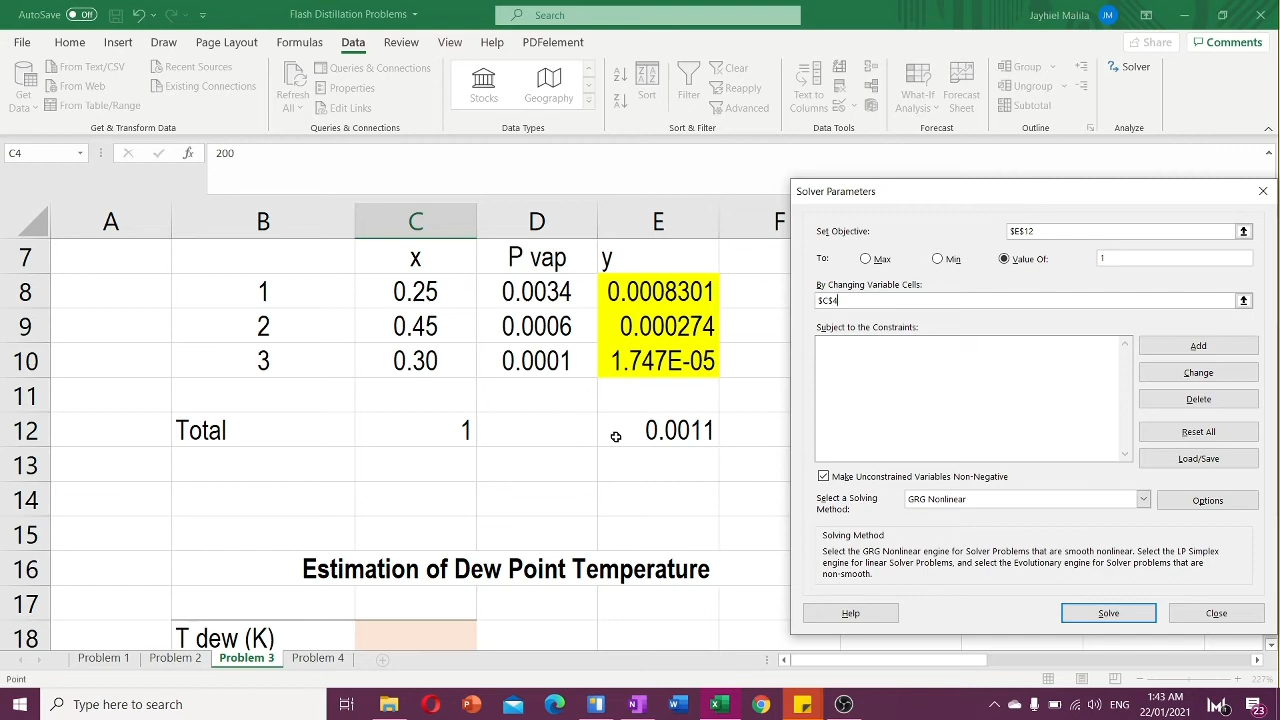 AutoSave Off Flash Distillation Problems Search Jayhiel Malila JM
File Home Insert Draw Page Layout Formulas Data Review View Help PDFelement Share Comments
Get Data From Text/CSV From Web From Table/Range Recent Sources Existing Connections Get & Transform Data
Refresh All Queries & Connections Properties Edit Links Queries & Connections
Stocks Geography Data Types
Sort Filter Clear Reapply Advanced Sort & Filter
Text to Columns Data Tools
What-If Analysis Forecast Sheet Forecast
Group Ungroup Subtotal Outline
Solver Analyze
C4 fx 200
A B C D E F
7 x P vap y
8 1 0.25 0.0034 0.0008301
9 2 0.45 0.0006 0.000274
10 3 0.30 0.0001 1.747E-05
11
12 Total 1 0.0011
13
14
15
16 Estimation of Dew Point Temperature
17
18 T dew (K)
Solver Parameters
Set Objective: $E$12
To: Max Min Value Of: 1
By Changing Variable Cells:
$C$4
Subject to the Constraints:
Add
Change
Delete
Reset All
Load/Save
Make Unconstrained Variables Non-Negative
Select a Solving Method: GRG Nonlinear Options
Solving Method
Select the GRG Nonlinear engine for Solver Problems that are smooth nonlinear. Select the LP Simplex
engine for linear Solver Problems, and select the Evolutionary engine for Solver problems that are
non-smooth.
Help Solve Close
Problem 1 Problem 2 Problem 3 Problem 4
Point 227%
Type here to search ENG 1:43 AM
22/01/2021 23